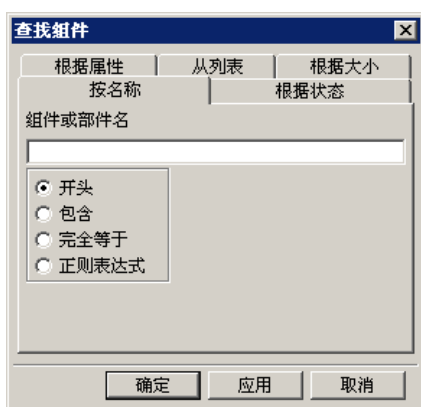 查找组件
根据属性 从列表 根据大小
按名称 根据状态
组件或部件名
开头
包含
完全等于
正则表达式
确定 应用 取消